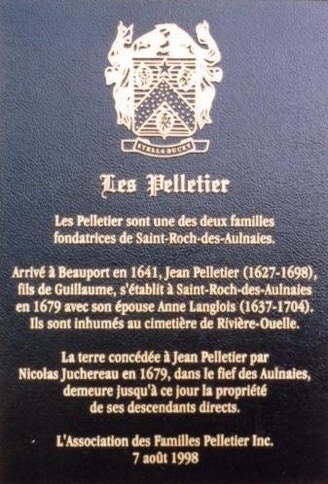 STELLA DUCET
Les Pelletier
Les Pelletier sont une des deux familles
fondatrices de Saint-Roch-des-Aulnaies.
Arrivé à Beauport en 1641, Jean Pelletier (1627-1698),
fils de Guillaume, s'établit à Saint-Roch-des-Aulnaies
en 1679 avec son épouse Anne Langlois (1637-1704).
Ils sont inhumés au cimetière de Rivière-Ouelle.
La terre concédée à Jean Pelletier par
Nicolas Juchereau en 1679, dans le fief des Aulnaies,
demeure jusqu'à ce jour la propriété
de ses descendants directs.
L'Association des Familles Pelletier Inc.
7 août 1998